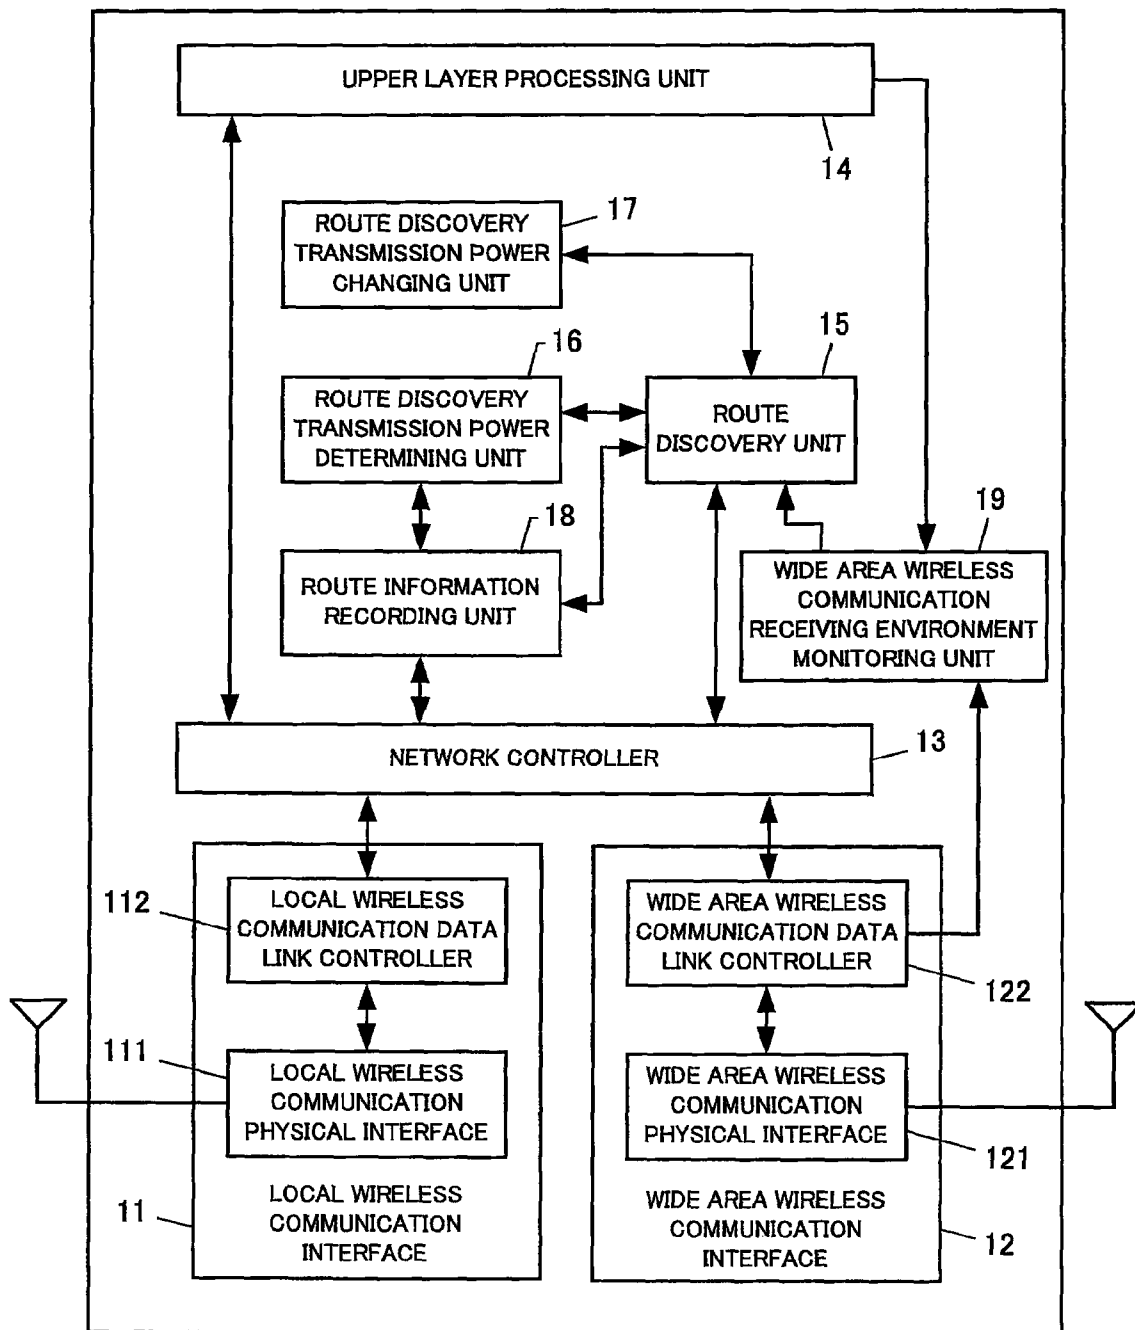 UPPER LAYER PROCESSING UNIT
14
ROUTE DISCOVERY
TRANSMISSION POWER
CHANGING UNIT
17
ROUTE DISCOVERY
TRANSMISSION POWER
DETERMINING UNIT
16
ROUTE
DISCOVERY UNIT
15
ROUTE INFORMATION
RECORDING UNIT
18
WIDE AREA WIRELESS
COMMUNICATION
RECEIVING ENVIRONMENT
MONITORING UNIT
19
NETWORK CONTROLLER
13
112
LOCAL WIRELESS
COMMUNICATION DATA
LINK CONTROLLER
WIDE AREA WIRELESS
COMMUNICATION DATA
LINK CONTROLLER
122
111
LOCAL WIRELESS
COMMUNICATION
PHYSICAL INTERFACE
WIDE AREA WIRELESS
COMMUNICATION
PHYSICAL INTERFACE
121
11
LOCAL WIRELESS
COMMUNICATION
INTERFACE
WIDE AREA WIRELESS
COMMUNICATION
INTERFACE
12